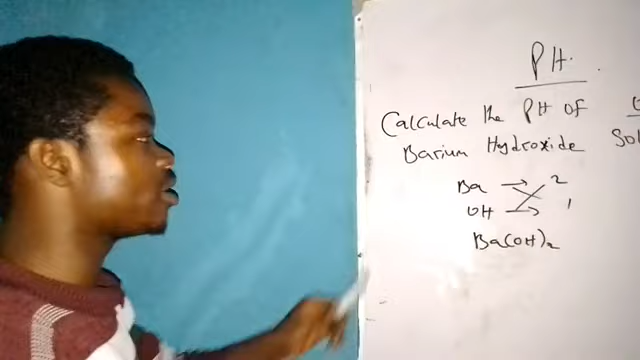 PH.
Calculate the PH OF
Barium Hydroxide
Ba 2
OH 1
Ba(OH)2